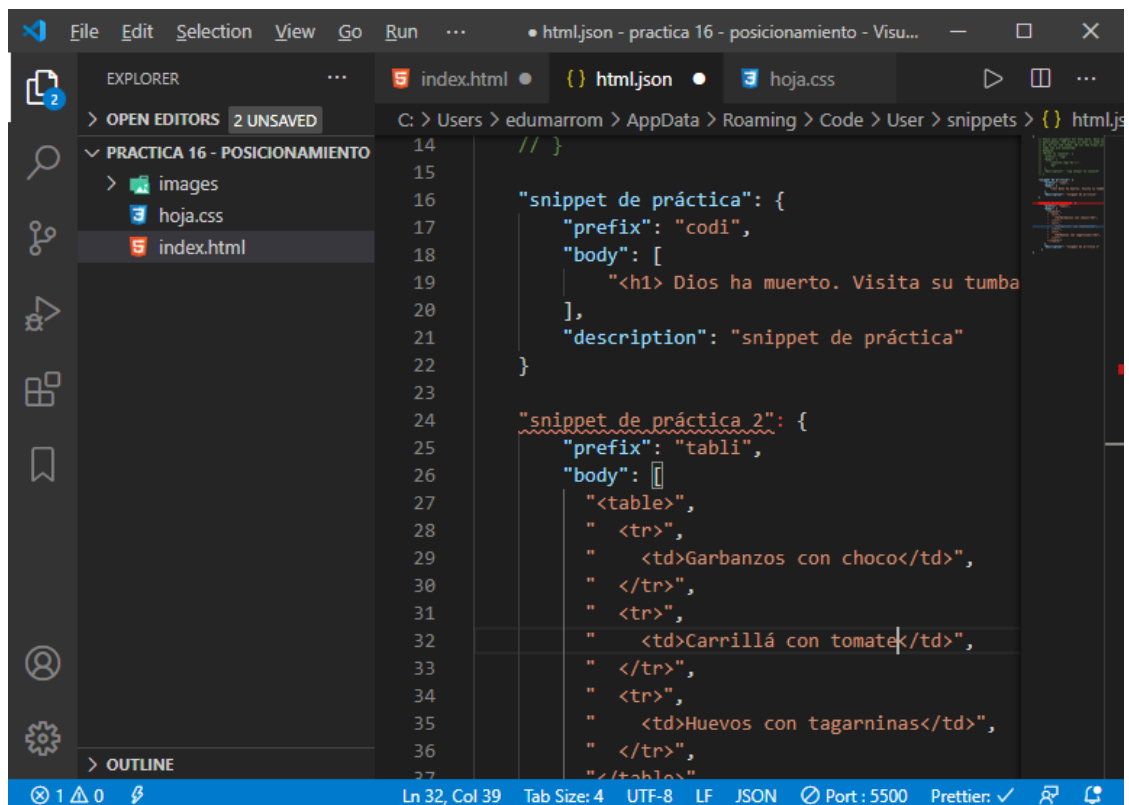 File Edit Selection View Go Run ··· ● html.json - practica 16 - posicionamiento - Visu...
EXPLORER ···
index.html ● {} html.json ● hoja.css
> OPEN EDITORS 2 UNSAVED
C: > Users > edumarrom > AppData > Roaming > Code > User > snippets > {} html.js
PRACTICA 16 - POSICIONAMIENTO
> images
hoja.css
index.html
2
14 // }
15
16 "snippet de práctica": {
17 "prefix": "codi",
18 "body": [
19 "<h1> Dios ha muerto. Visita su tumba
20 ],
21 "description": "snippet de práctica"
22 }
23
24 "snippet de práctica 2": {
25 "prefix": "tabli",
26 "body": [
27 "<table>",
28 "  <tr>",
29 "    <td>Garbanzos con choco</td>",
30 "  </tr>",
31 "  <tr>",
32 "    <td>Carrillá con tomate</td>",
33 "  </tr>",
34 "  <tr>",
35 "    <td>Huevos con tagarninas</td>",
36 "  </tr>",
37 "</table>"
> OUTLINE
1 0 Ln 32, Col 39 Tab Size: 4 UTF-8 LF JSON Port : 5500 Prettier: ✓